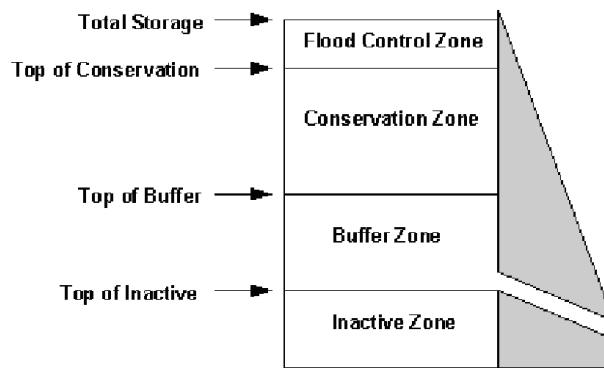 Total Storage
Flood Control Zone
Top of Conservation
Conservation Zone
Top of Buffer
Buffer Zone
Top of Inactive
Inactive Zone